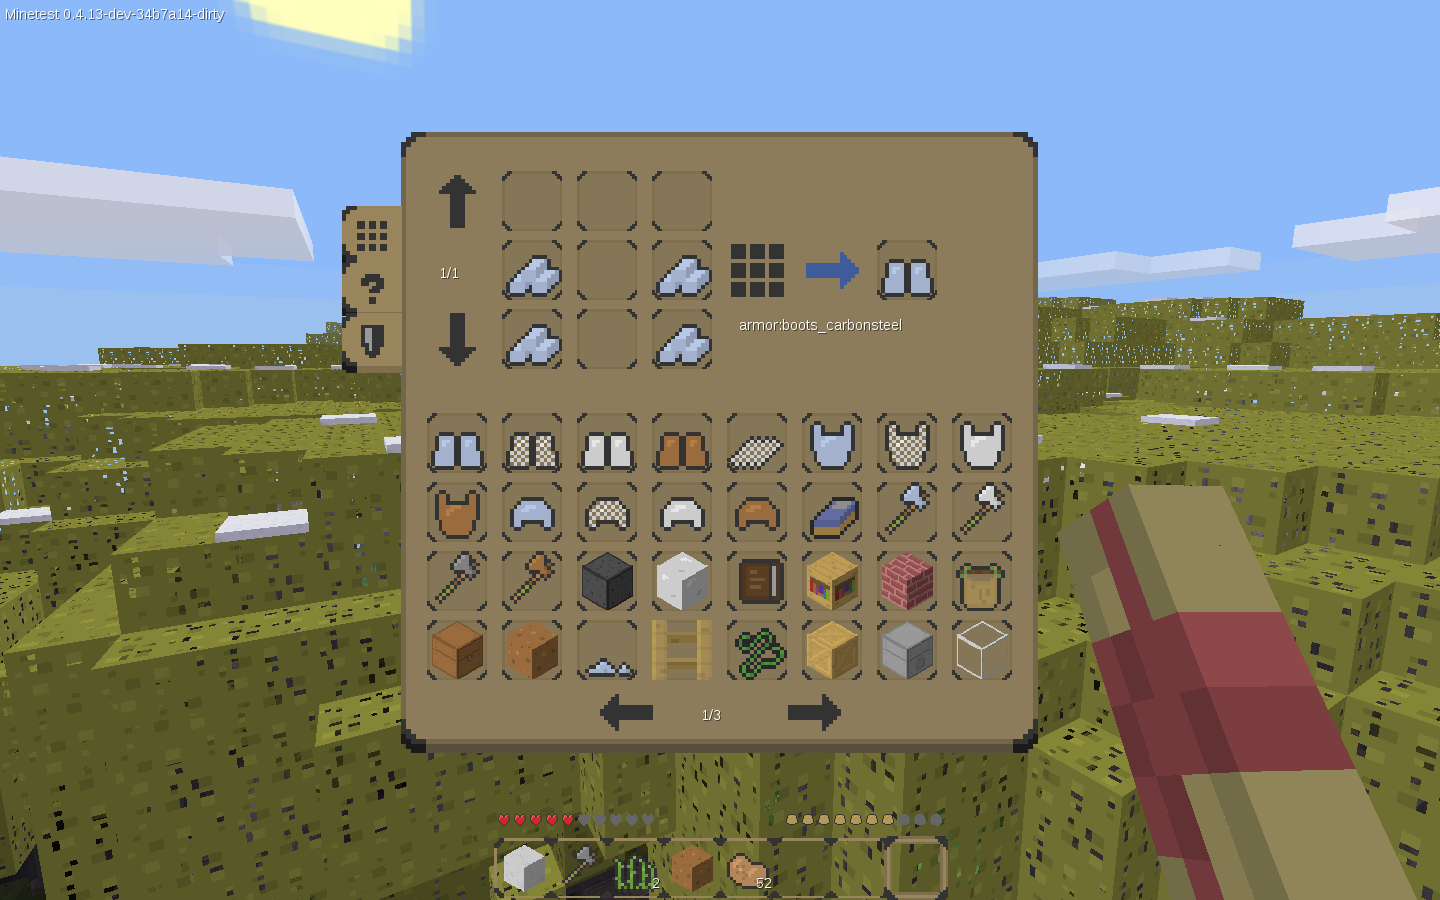 Minetest 0.4.13-dev-34b7a14-dirty
1/1
?
armor:boots_carbonsteel
1/3
2
52